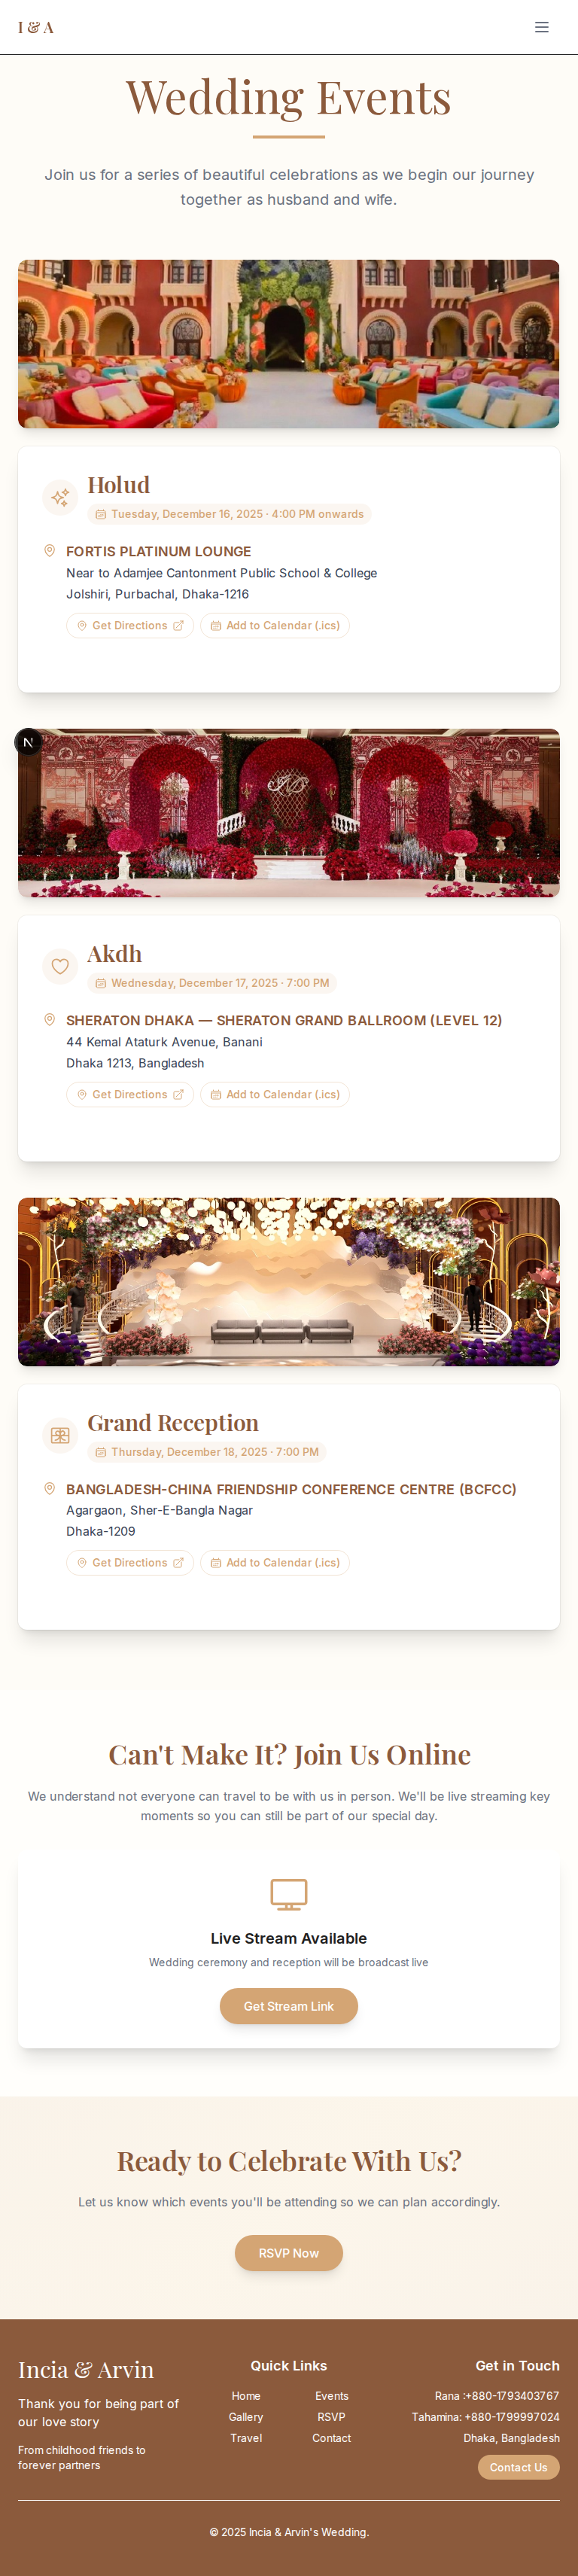 I & A
Wedding Events
Join us for a series of beautiful celebrations as we begin our journey
together as husband and wife.
Holud
Tuesday, December 16, 2025 · 4:00 PM onwards
FORTIS PLATINUM LOUNGE
Near to Adamjee Cantonment Public School & College
Jolshiri, Purbachal, Dhaka-1216
Get Directions
Add to Calendar (.ics)
N
Akdh
Wednesday, December 17, 2025 · 7:00 PM
SHERATON DHAKA — SHERATON GRAND BALLROOM (LEVEL 12)
44 Kemal Ataturk Avenue, Banani
Dhaka 1213, Bangladesh
Get Directions
Add to Calendar (.ics)
Grand Reception
Thursday, December 18, 2025 · 7:00 PM
BANGLADESH-CHINA FRIENDSHIP CONFERENCE CENTRE (BCFCC)
Agargaon, Sher-E-Bangla Nagar
Dhaka-1209
Get Directions
Add to Calendar (.ics)
Can't Make It? Join Us Online
We understand not everyone can travel to be with us in person. We'll be live streaming key
moments so you can still be part of our special day.
Live Stream Available
Wedding ceremony and reception will be broadcast live
Get Stream Link
Ready to Celebrate With Us?
Let us know which events you'll be attending so we can plan accordingly.
RSVP Now
Incia & Arvin
Thank you for being part of
our love story
From childhood friends to
forever partners
Quick Links
Home
Events
Gallery
RSVP
Travel
Contact
Get in Touch
Rana :+880-1793403767
Tahamina: +880-1799997024
Dhaka, Bangladesh
Contact Us
© 2025 Incia & Arvin's Wedding.